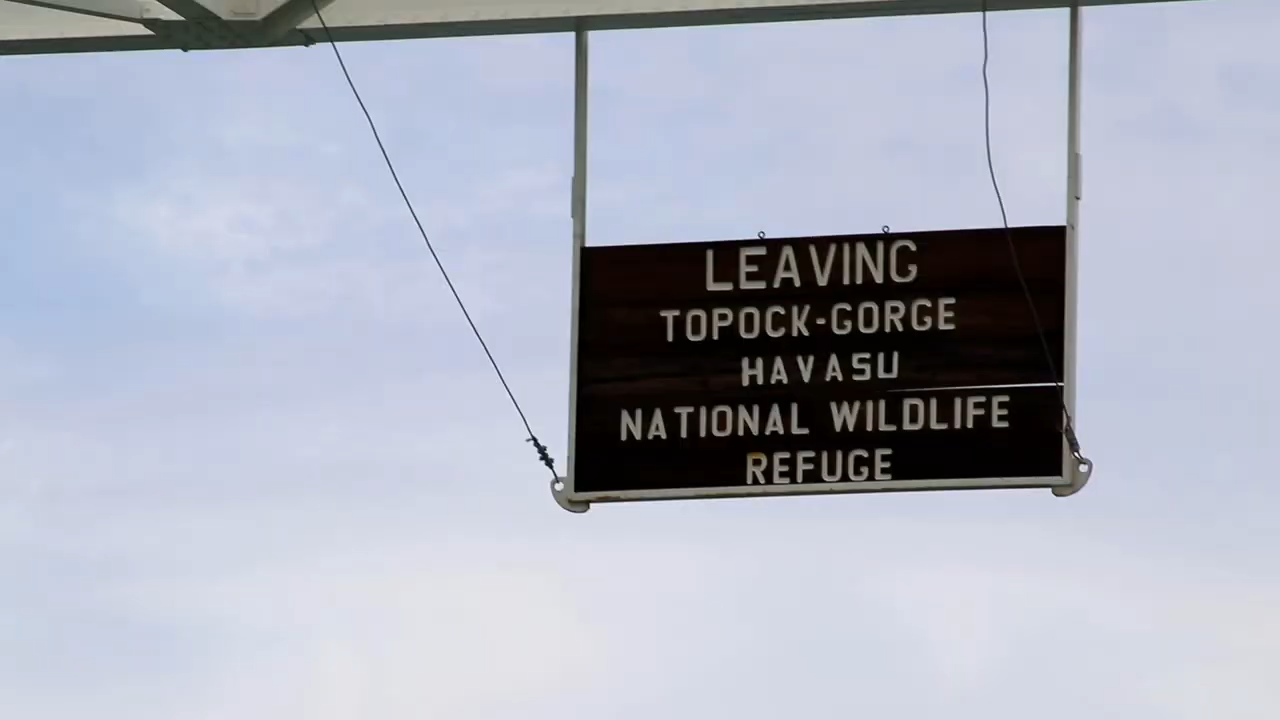 LEAVING
TOPOCK-GORGE
HAVASU
NATIONAL WILDLIFE
REFUGE